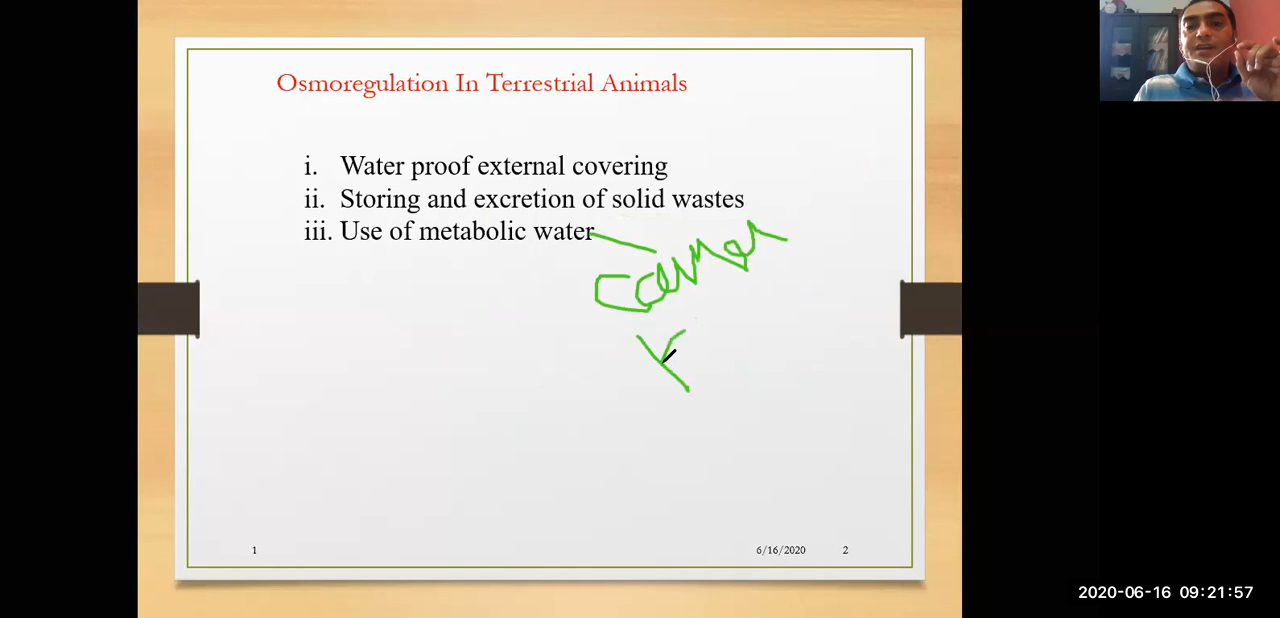 Osmoregulation In Terrestrial Animals
i. Water proof external covering
ii. Storing and excretion of solid wastes
iii. Use of metabolic water
Camel
1
6/16/2020
2
2020-06-16 09:21:57